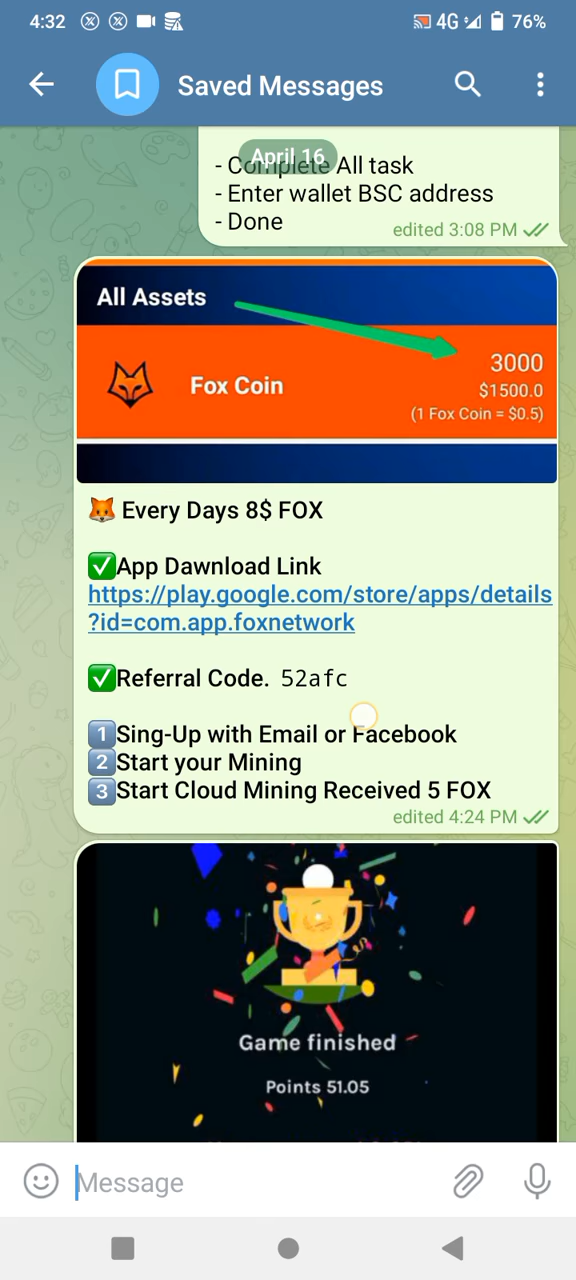 4:32
4G
76%
Saved Messages
April 16
- Complete All task
- Enter wallet BSC address
- Done
edited 3:08 PM
All Assets
3000
Fox Coin
$1500.0
(1 Fox Coin = $0.5)
🦊 Every Days 8$ FOX
✅App Dawnload Link
https://play.google.com/store/apps/details
?id=com.app.foxnetwork
✅Referral Code. 52afc
1️⃣Sing-Up with Email or Facebook
2️⃣Start your Mining
3️⃣Start Cloud Mining Received 5 FOX
edited 4:24 PM
Game finished
Points 51.05
Message